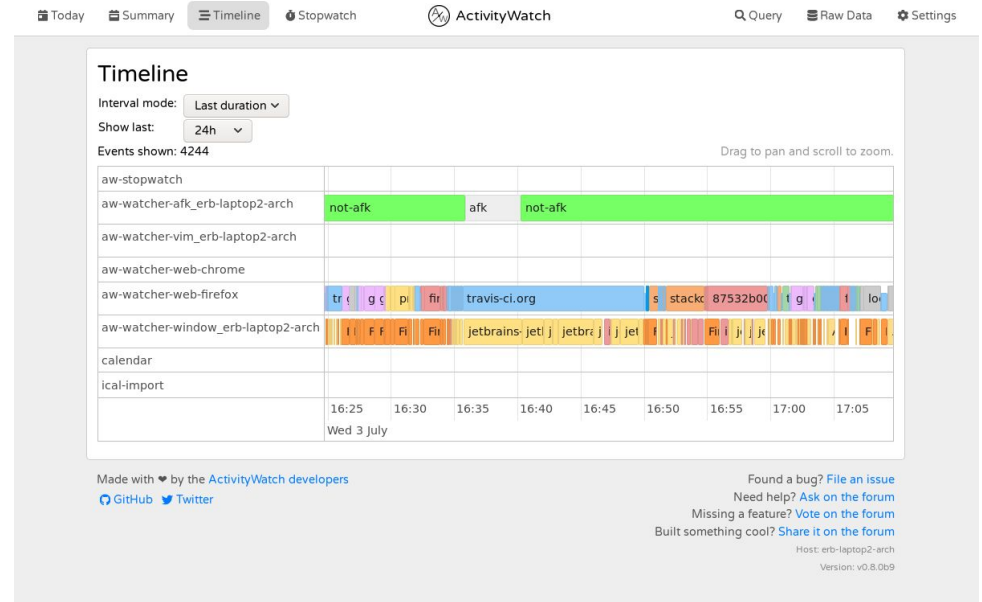 Today Summary Timeline Stopwatch ActivityWatch Query Raw Data Settings
Timeline
Interval mode: Last duration
Show last: 24h
Events shown: 4244
Drag to pan and scroll to zoom.
aw-stopwatch
aw-watcher-afk_erb-laptop2-arch not-afk afk not-afk
aw-watcher-vim_erb-laptop2-arch
aw-watcher-web-chrome
aw-watcher-web-firefox travis-ci.org
aw-watcher-window_erb-laptop2-arch
calendar
ical-import
16:25 16:30 16:35 16:40 16:45 16:50 16:55 17:00 17:05
Wed 3 July
Made with ❤ by the ActivityWatch developers
GitHub Twitter
Found a bug? File an issue
Need help? Ask on the forum
Missing a feature? Vote on the forum
Built something cool? Share it on the forum
Host: erb-laptop2-arch
Version: v0.8.0b9